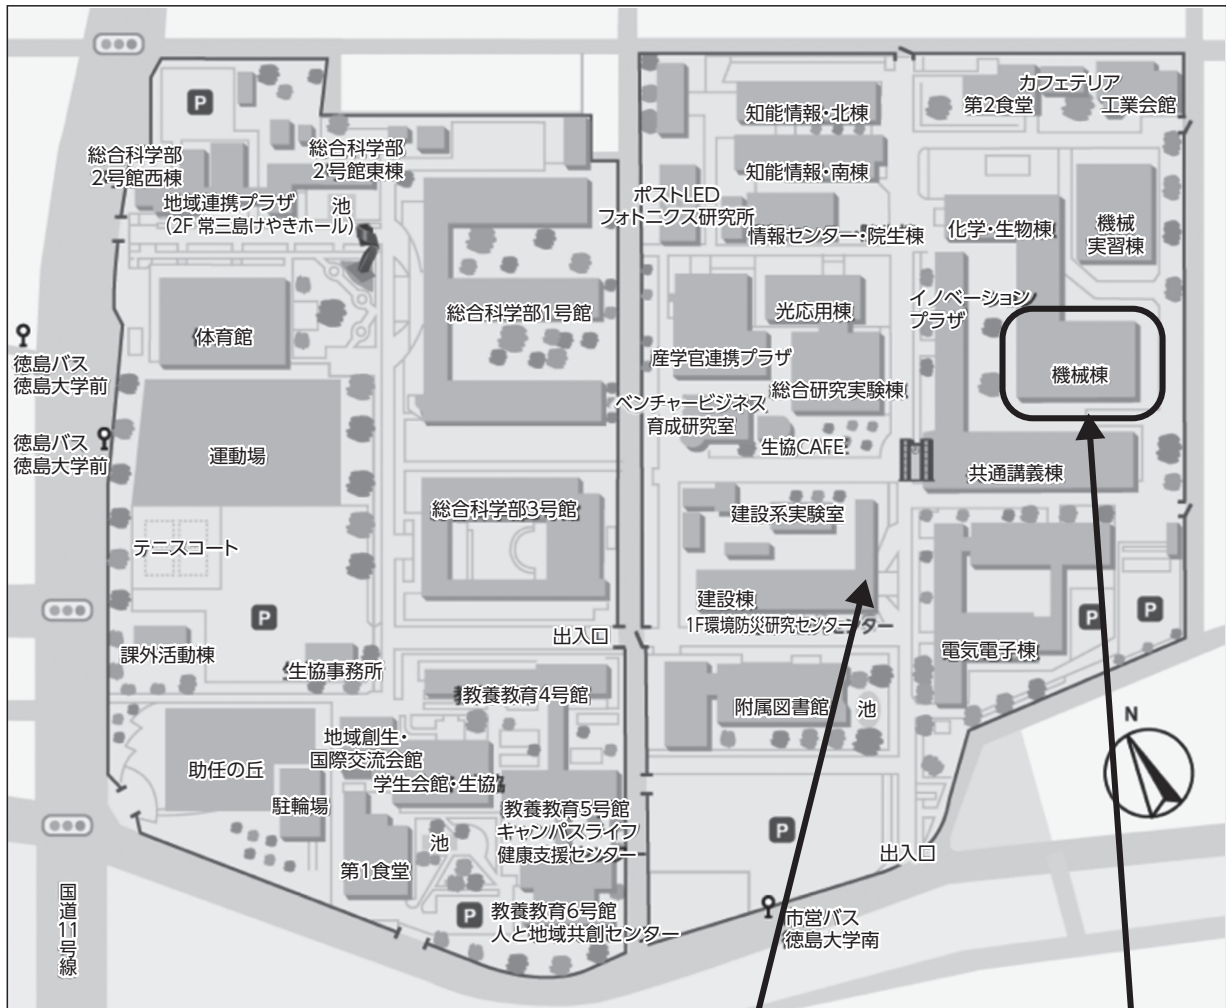 P
カフェテリア
第2食堂
工業会館
知能情報・北棟
総合科学部
2号館西棟
総合科学部
2号館東棟
知能情報・南棟
地域連携プラザ
(2F 常三島けやきホール)
池
ポストLED
フォトニクス研究所
情報センター・院生棟
化学・生物棟
機械
実習棟
総合科学部1号館
光応用棟
イノベーション
プラザ
体育館
徳島バス
徳島大学前
産学官連携プラザ
総合研究実験棟
機械棟
ベンチャービジネス
育成研究室
徳島バス
徳島大学前
運動場
生協CAFE
共通講義棟
総合科学部3号館
建設系実験室
テニスコート
建設棟
1F環境防災研究センター
P
P
P
出入口
課外活動棟
生協事務所
電気電子棟
教養教育4号館
附属図書館
池
N
地域創生・
国際交流会館
助任の丘
学生会館・生協
駐輪場
教養教育5号館
キャンパスライフ
健康支援センター
池
P
出入口
第1食堂
国道11号線
P
教養教育6号館
人と地域共創センター
市営バス
徳島大学南